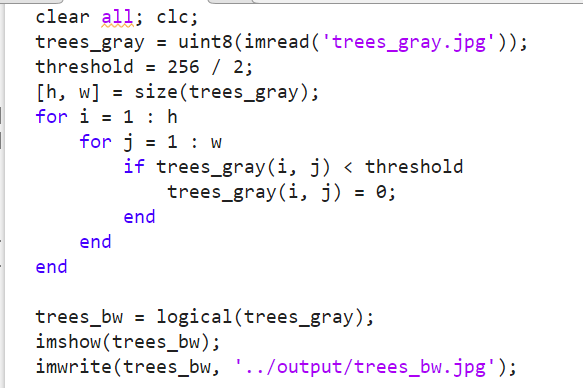 clear all; clc;
trees_gray = uint8(imread('trees_gray.jpg'));
threshold = 256 / 2;
[h, w] = size(trees_gray);
for i = 1 : h
    for j = 1 : w
        if trees_gray(i, j) < threshold
            trees_gray(i, j) = 0;
        end
    end
end

trees_bw = logical(trees_gray);
imshow(trees_bw);
imwrite(trees_bw, '../output/trees_bw.jpg');